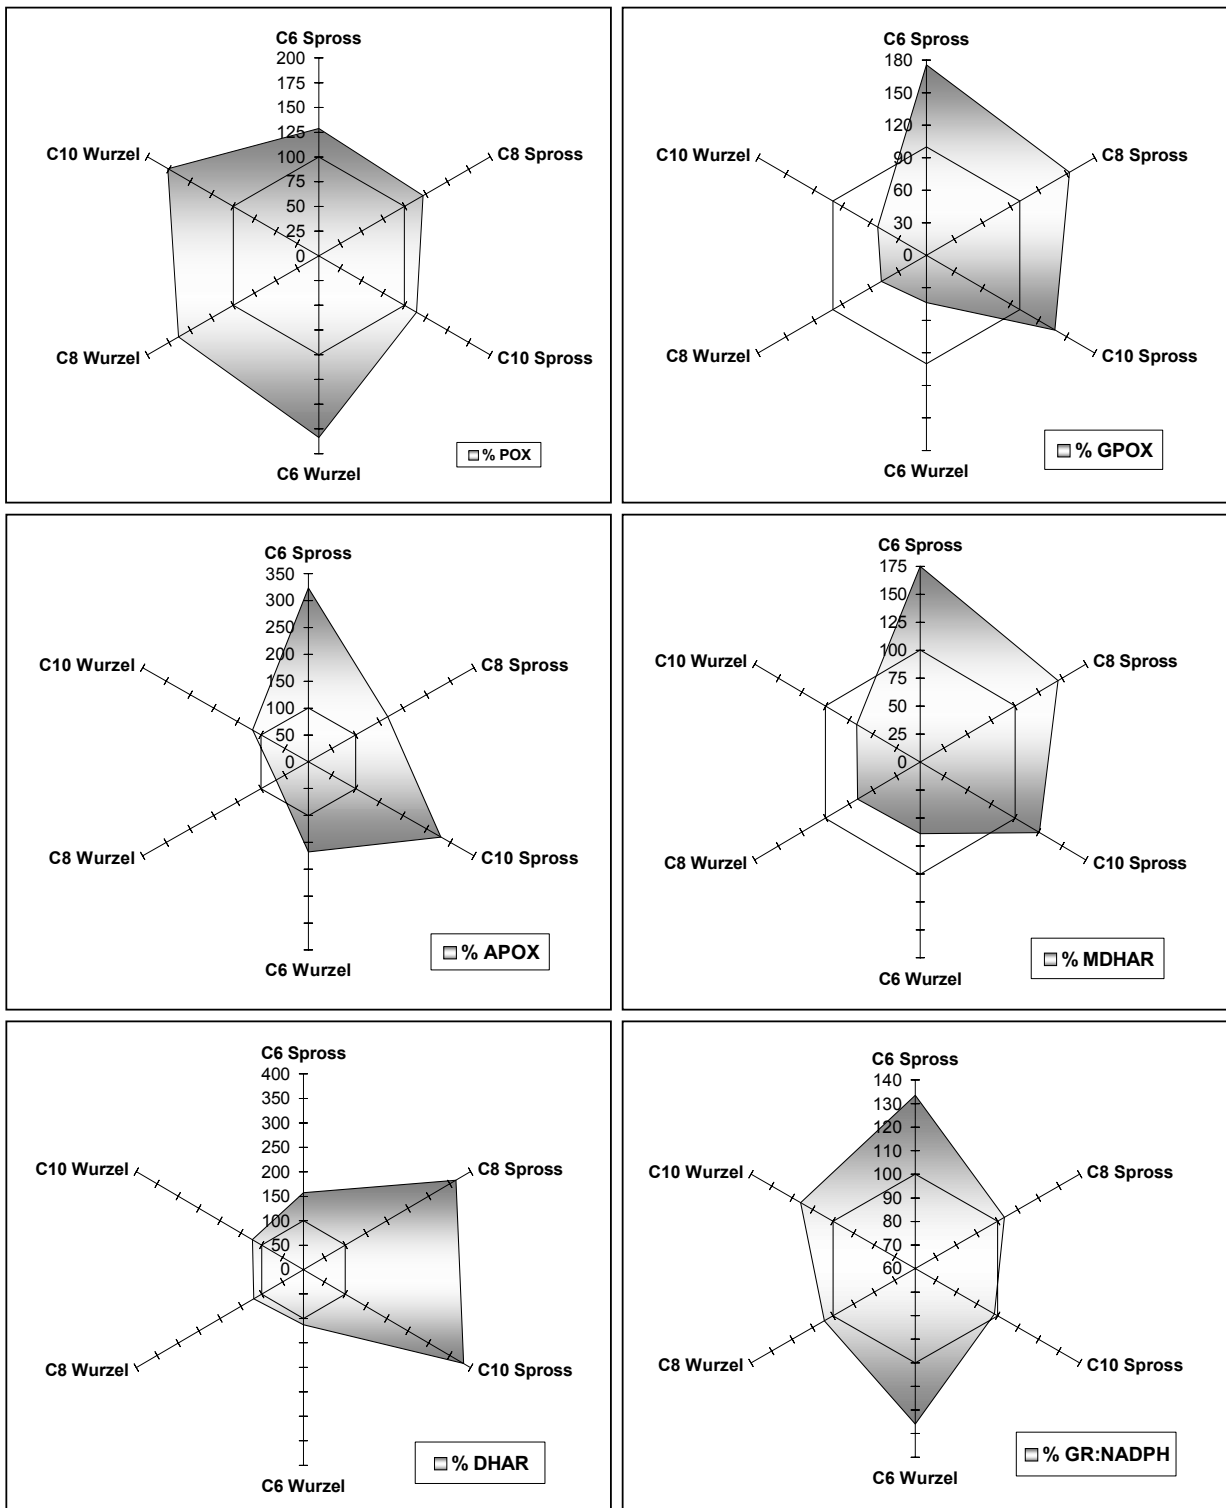 C6 Spross
200
175
150
125
100
75
50
25
0
C10 Wurzel
C8 Spross
C8 Wurzel
C10 Spross
C6 Wurzel
% POX
C6 Spross
180
150
120
90
60
30
0
C10 Wurzel
C8 Spross
C8 Wurzel
C10 Spross
C6 Wurzel
% GPOX
C6 Spross
350
300
250
200
150
100
50
0
C10 Wurzel
C8 Spross
C8 Wurzel
C10 Spross
C6 Wurzel
% APOX
C6 Spross
175
150
125
100
75
50
25
0
C10 Wurzel
C8 Spross
C8 Wurzel
C10 Spross
C6 Wurzel
% MDHAR
C6 Spross
400
350
300
250
200
150
100
50
0
C10 Wurzel
C8 Spross
C8 Wurzel
C10 Spross
C6 Wurzel
% DHAR
C6 Spross
140
130
120
110
100
90
80
70
60
C10 Wurzel
C8 Spross
C8 Wurzel
C10 Spross
C6 Wurzel
% GR:NADPH